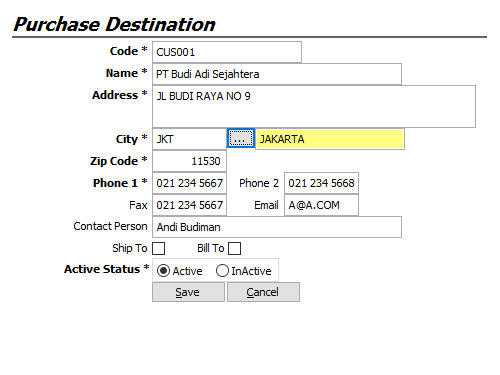 Purchase Destination
Code * CUS001
Name * PT Budi Adi Sejahtera
Address * JL BUDI RAYA NO 9
City * JKT ... JAKARTA
Zip Code * 11530
Phone 1 * 021 234 5667 Phone 2 021 234 5668
Fax 021 234 5667 Email A@A.COM
Contact Person Andi Budiman
Ship To Bill To
Active Status * Active InActive
Save Cancel